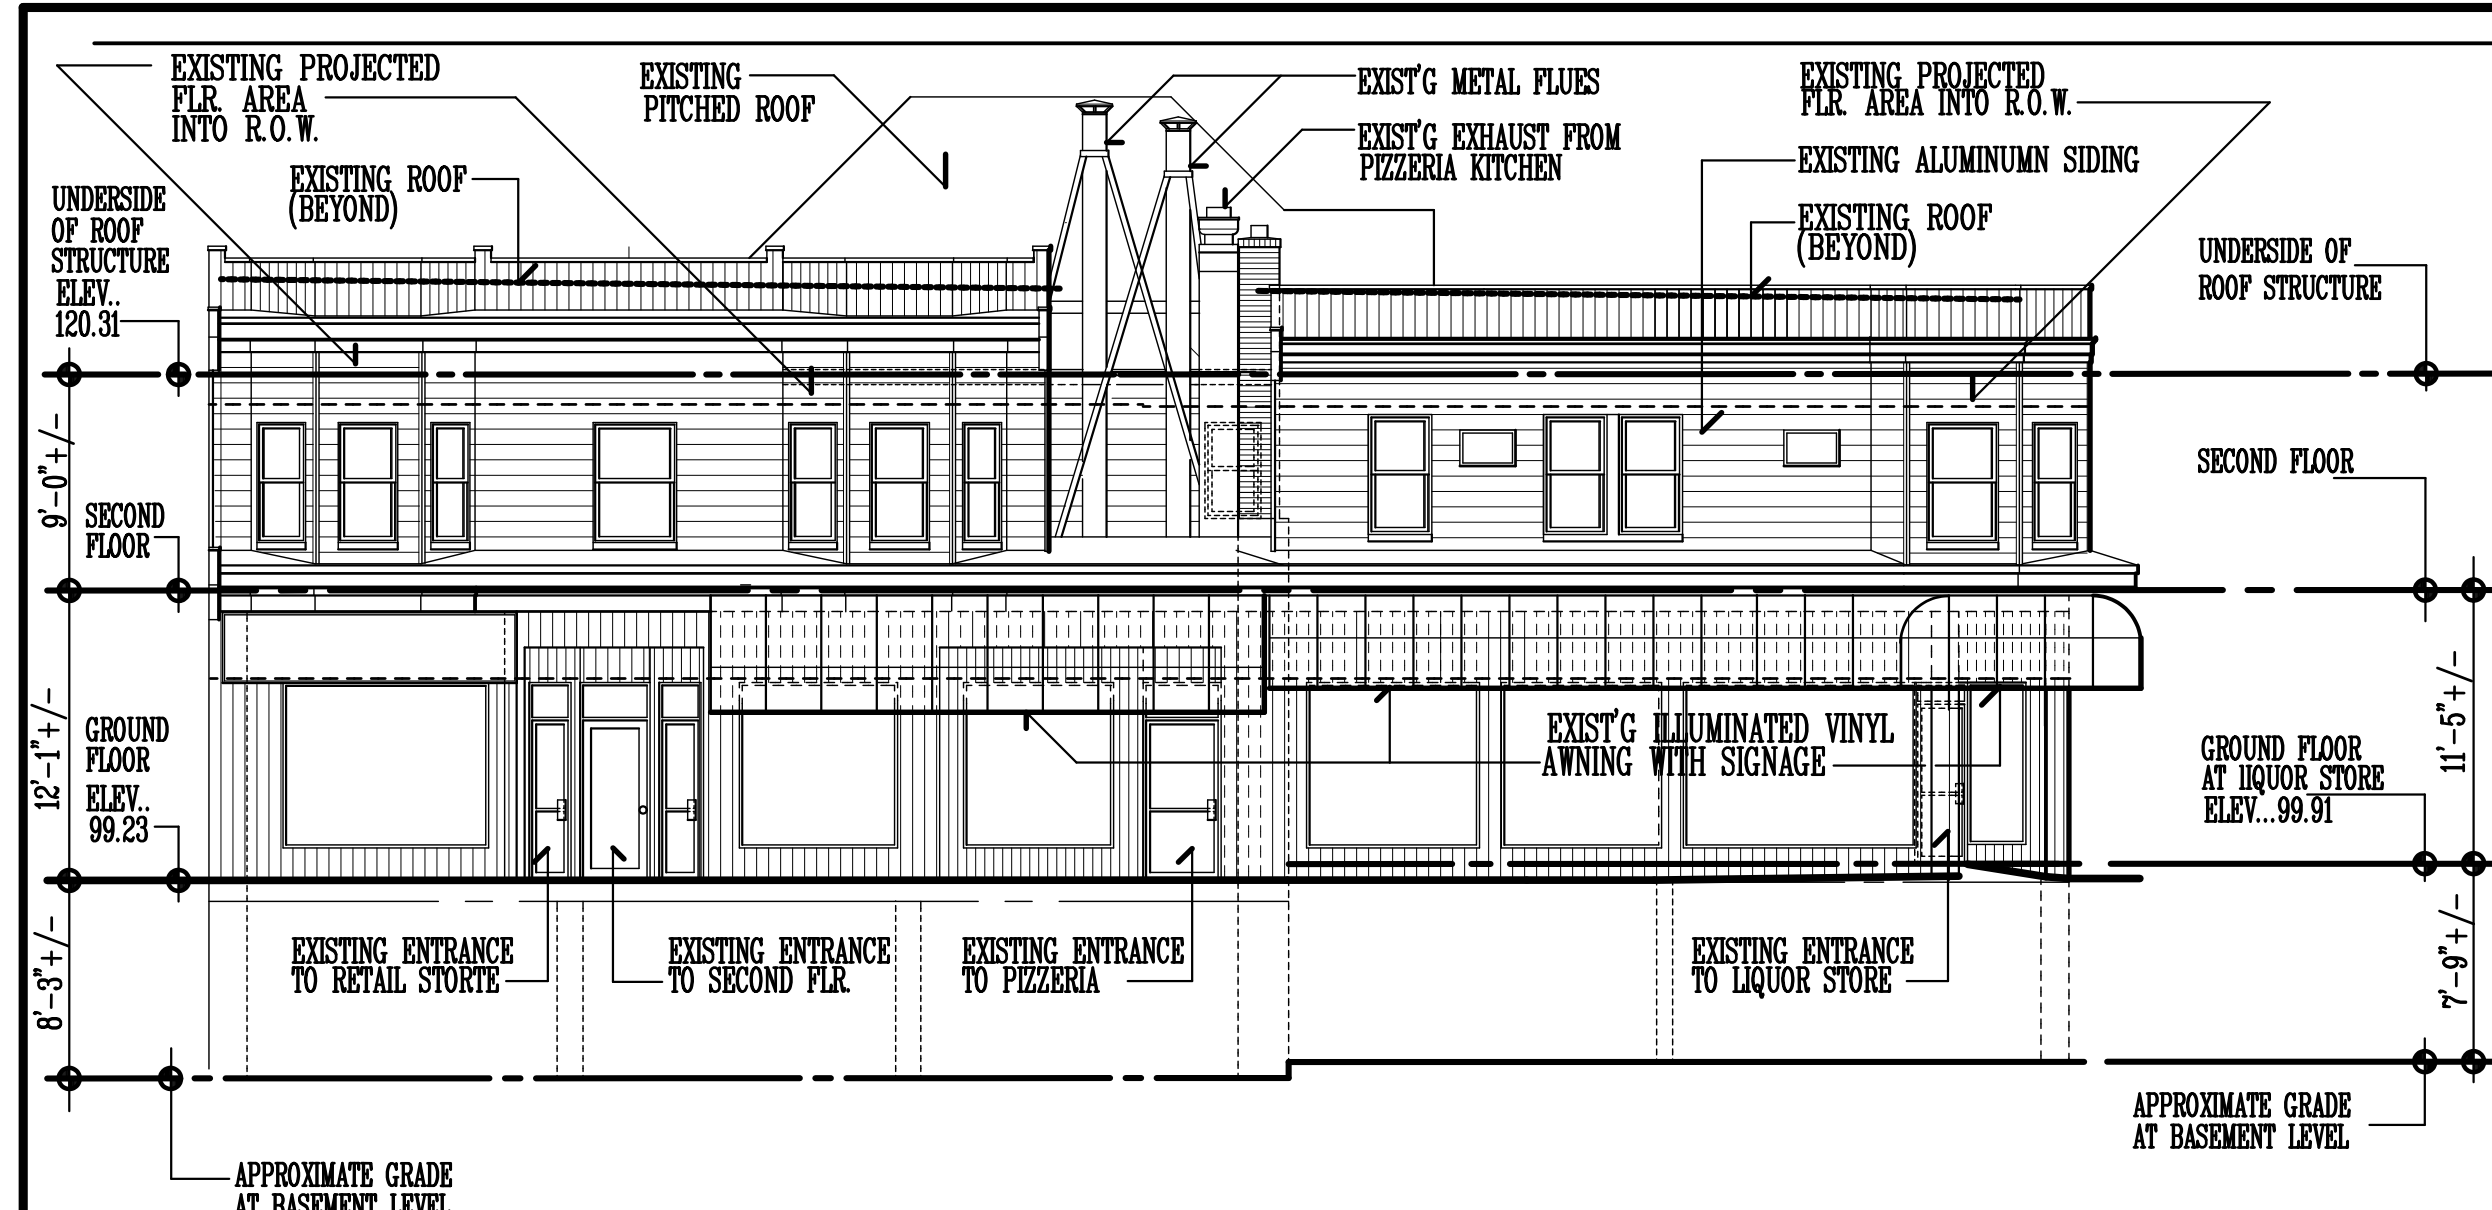 EXISTING PROJECTED
FLR. AREA
INTO R.O.W.
EXISTING
PITCHED ROOF
EXIST'G METAL FLUES
EXIST'G EXHAUST FROM
PIZZERIA KITCHEN
EXISTING PROJECTED
FLR. AREA INTO R.O.W.
EXISTING ALUMINUMN SIDING
EXISTING ROOF
(BEYOND)
EXISTING ROOF
(BEYOND)
UNDERSIDE
OF ROOF
STRUCTURE
ELEV..
120.31
UNDERSIDE OF
ROOF STRUCTURE
9'-0"+/-
SECOND
FLOOR
SECOND FLOOR
12'-1"+/-
GROUND
FLOOR
ELEV..
99.23
EXIST'G ILLUMINATED VINYL
AWNING WITH SIGNAGE
11'-5"+/-
GROUND FLOOR
AT lIQUOR STORE
ELEV...99.91
8'-3"+/-
EXISTING ENTRANCE
TO RETAIL STORTE
EXISTING ENTRANCE
TO SECOND FLR.
EXISTING ENTRANCE
TO PIZZERIA
EXISTING ENTRANCE
TO LIQUOR STORE
7'-9"+/-
APPROXIMATE GRADE
AT BASEMENT LEVEL
APPROXIMATE GRADE
AT BASEMENT LEVEL